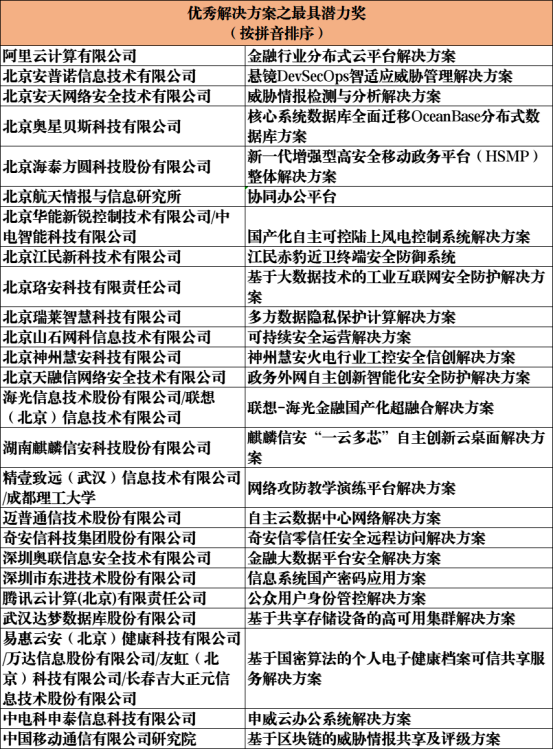 优秀解决方案之最具潜力奖
（按拼音排序）
阿里云计算有限公司
金融行业分布式云平台解决方案
北京安普诺信息技术有限公司
悬镜DevSecOps智适应威胁管理解决方案
北京安天网络安全技术有限公司
威胁情报检测与分析解决方案
北京奥星贝斯科技有限公司
核心系统数据库全面迁移OceanBase分布式数
据库方案
北京海泰方圆科技股份有限公司
新一代增强型高安全移动政务平台（HSMP）
整体解决方案
北京航天情报与信息研究所
协同办公平台
北京华能新锐控制技术有限公司/中
电智能科技有限公司
国产化自主可控陆上风电控制系统解决方案
北京江民新科技术有限公司
江民赤豹近卫终端安全防御系统
北京珞安科技有限责任公司
基于大数据技术的工业互联网安全防护解决方
案
北京瑞莱智慧科技有限公司
多方数据隐私保护计算解决方案
北京山石网科信息技术有限公司
可持续安全运营解决方案
北京神州慧安科技有限公司
神州慧安火电行业工控安全信创解决方案
北京天融信网络安全技术有限公司
政务外网自主创新智能化安全防护解决方案
海光信息技术股份有限公司/联想
（北京）信息技术有限公司
联想-海光金融国产化超融合解决方案
湖南麒麟信安科技股份有限公司
麒麟信安“一云多芯”自主创新云桌面解决方
案
精壹致远（武汉）信息技术有限公司
/成都理工大学
网络攻防教学演练平台解决方案
迈普通信技术股份有限公司
自主云数据中心网络解决方案
奇安信科技集团股份有限公司
奇安信零信任安全远程访问解决方案
深圳奥联信息安全技术有限公司
金融大数据平台安全解决方案
深圳市东进技术股份有限公司
信息系统国产密码应用方案
腾讯云计算(北京)有限责任公司
公众用户身份管控解决方案
武汉达梦数据库股份有限公司
基于共享存储设备的高可用集群解决方案
易惠云安（北京）健康科技有限公司
/万达信息股份有限公司/友虹（北
京）科技有限公司/长春吉大正元信
息技术股份有限公司
基于国密算法的个人电子健康档案可信共享服
务解决方案
中电科申泰信息科技有限公司
申威云办公系统解决方案
中国移动通信有限公司研究院
基于区块链的威胁情报共享及评级方案